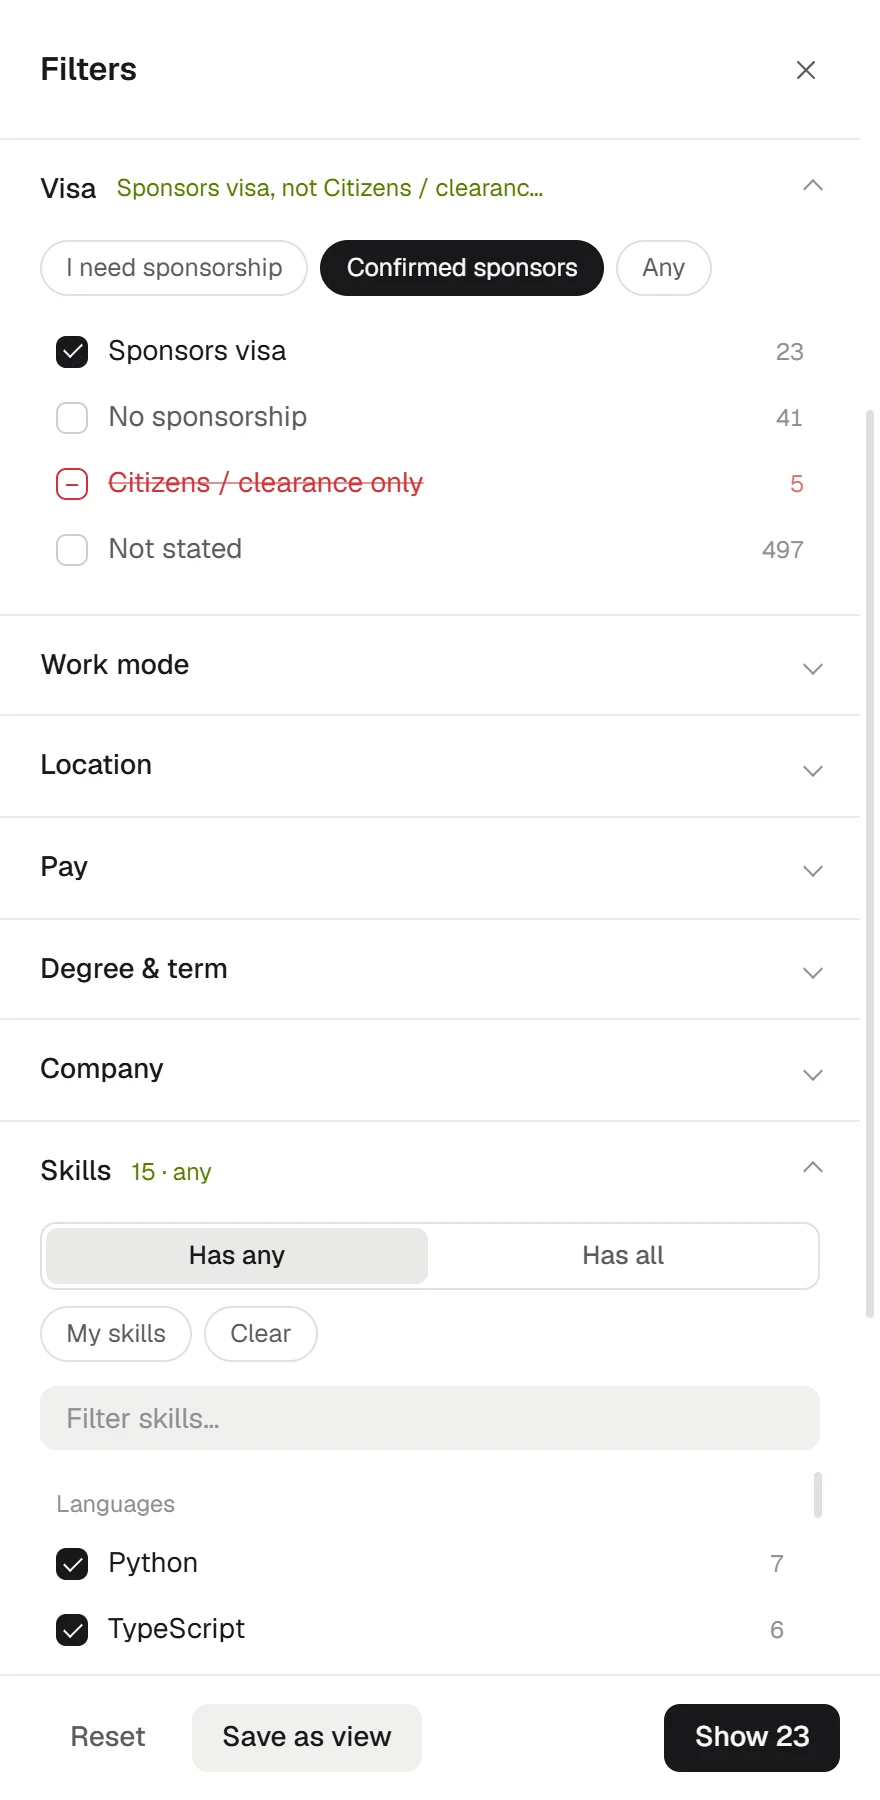 Filters
Visa Sponsors visa, not Citizens / clearanc...
I need sponsorship Confirmed sponsors Any
Sponsors visa 23
No sponsorship 41
Citizens / clearance only 5
Not stated 497
Work mode
Location
Pay
Degree & term
Company
Skills 15 · any
Has any Has all
My skills Clear
Filter skills...
Languages
Python 7
TypeScript 6
Reset Save as view Show 23